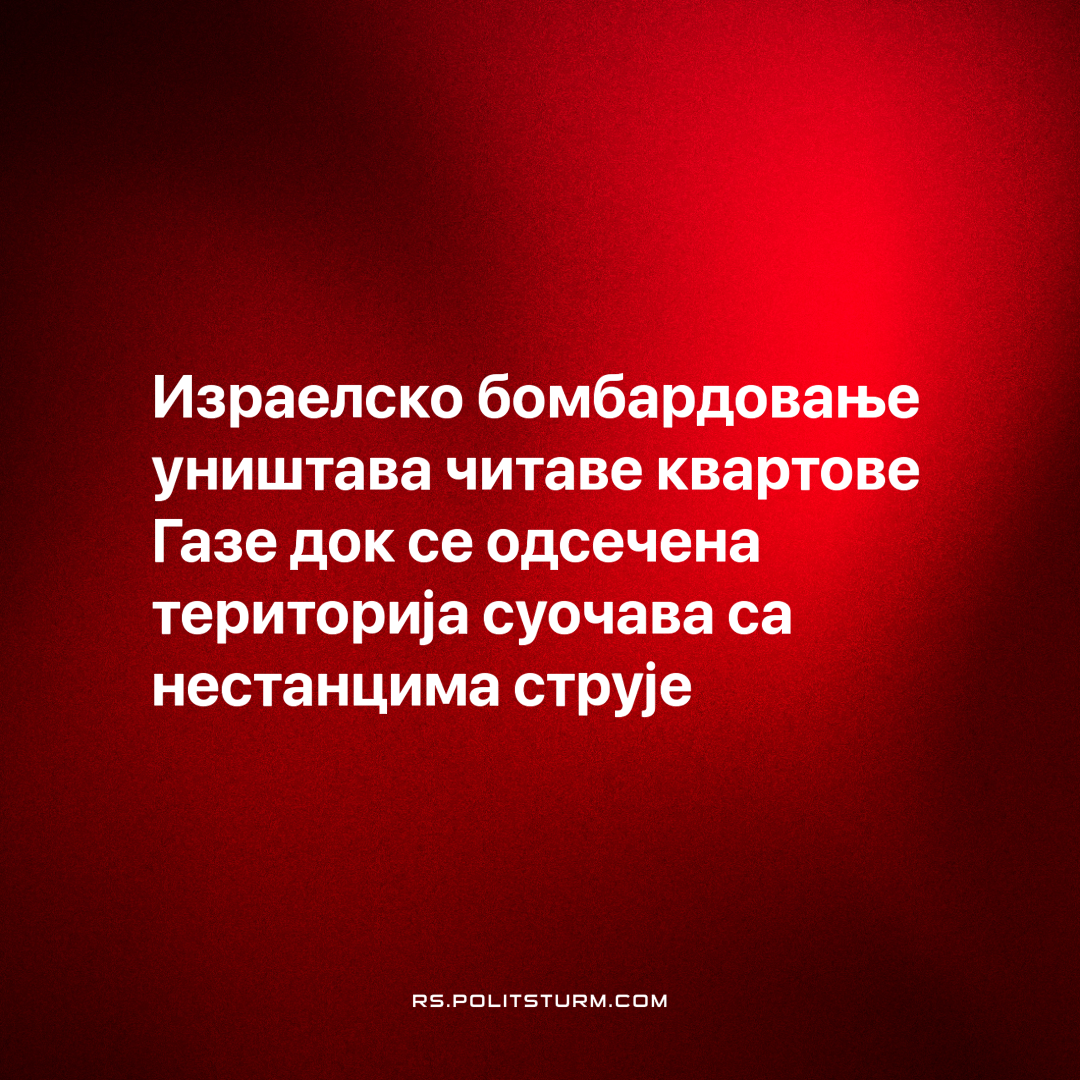 Израелско бомбардовање
уништава читаве квартове
Газе док се одсечена
територија суочава са
нестанцима струје
RS.POLITSTURM.COM